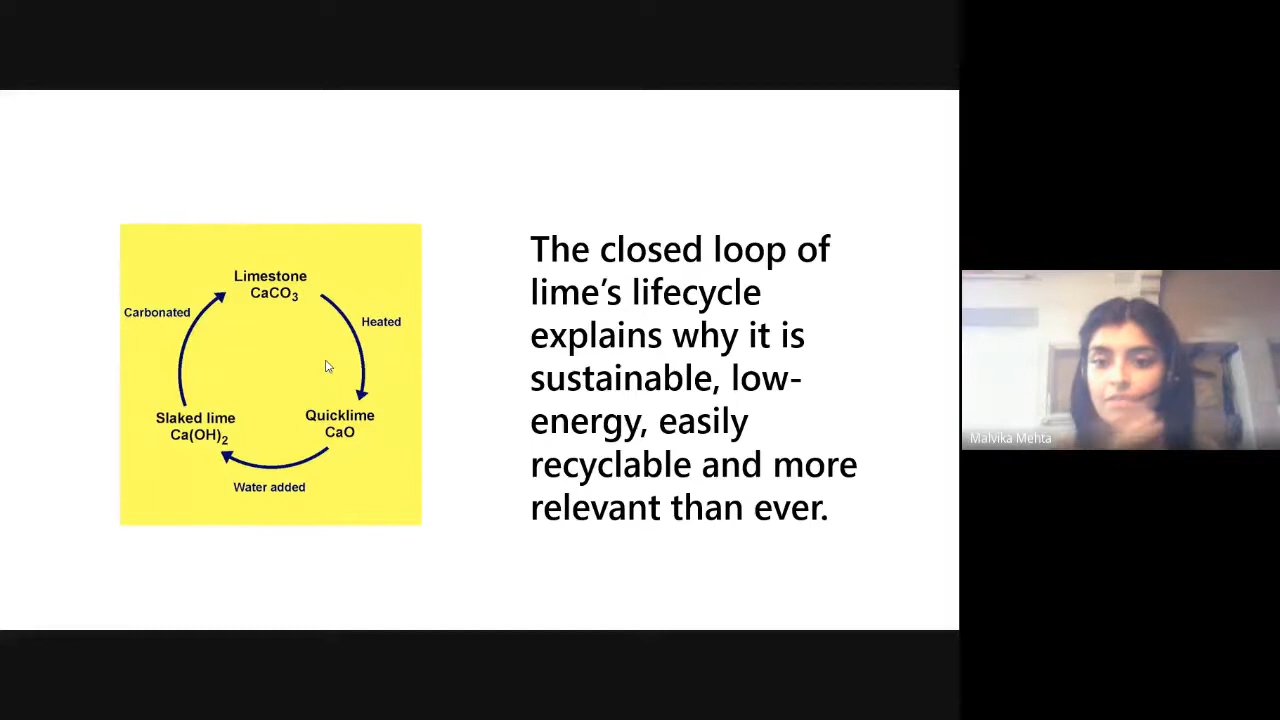 Limestone
CaCO3
Carbonated
Heated
Slaked lime
Ca(OH)2
Quicklime
CaO
Water added
The closed loop of
lime’s lifecycle
explains why it is
sustainable, low-
energy, easily
recyclable and more
relevant than ever.
Malvika Mehta